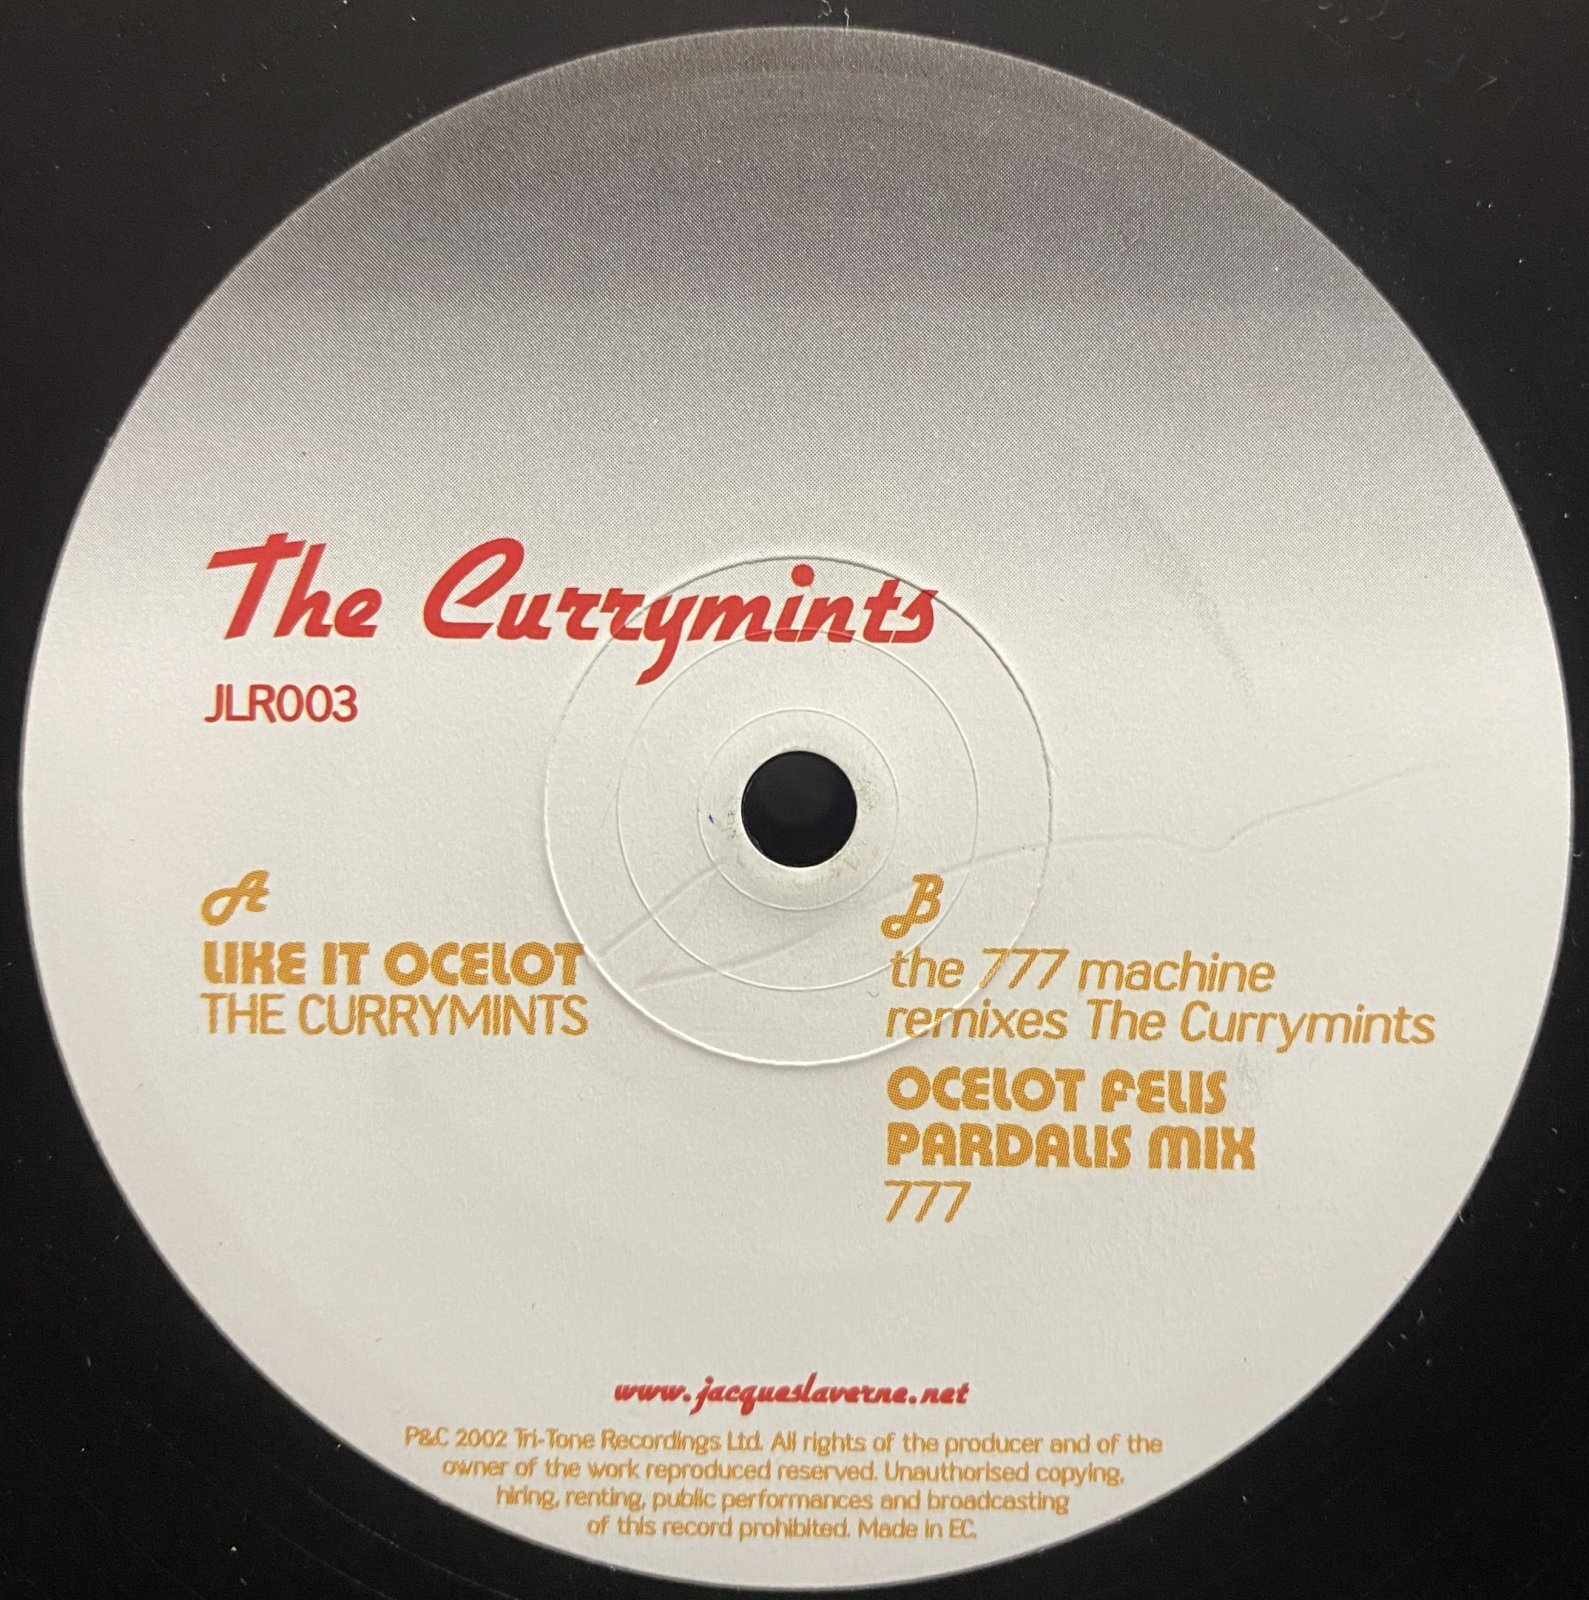 The Currymints
JLR003
A
LIKE IT OCELOT
THE CURRYMINTS
B
the 777 machine
remixes The Currymints
OCELOT FELIS
PARDALIS MIX
777
www.jacqueslaverne.net
P&C 2002 Tri-Tone Recordings Ltd. All rights of the producer and of the
owner of the work reproduced reserved. Unauthorised copying,
hiring, renting, public performances and broadcasting
of this record prohibited. Made in EC.